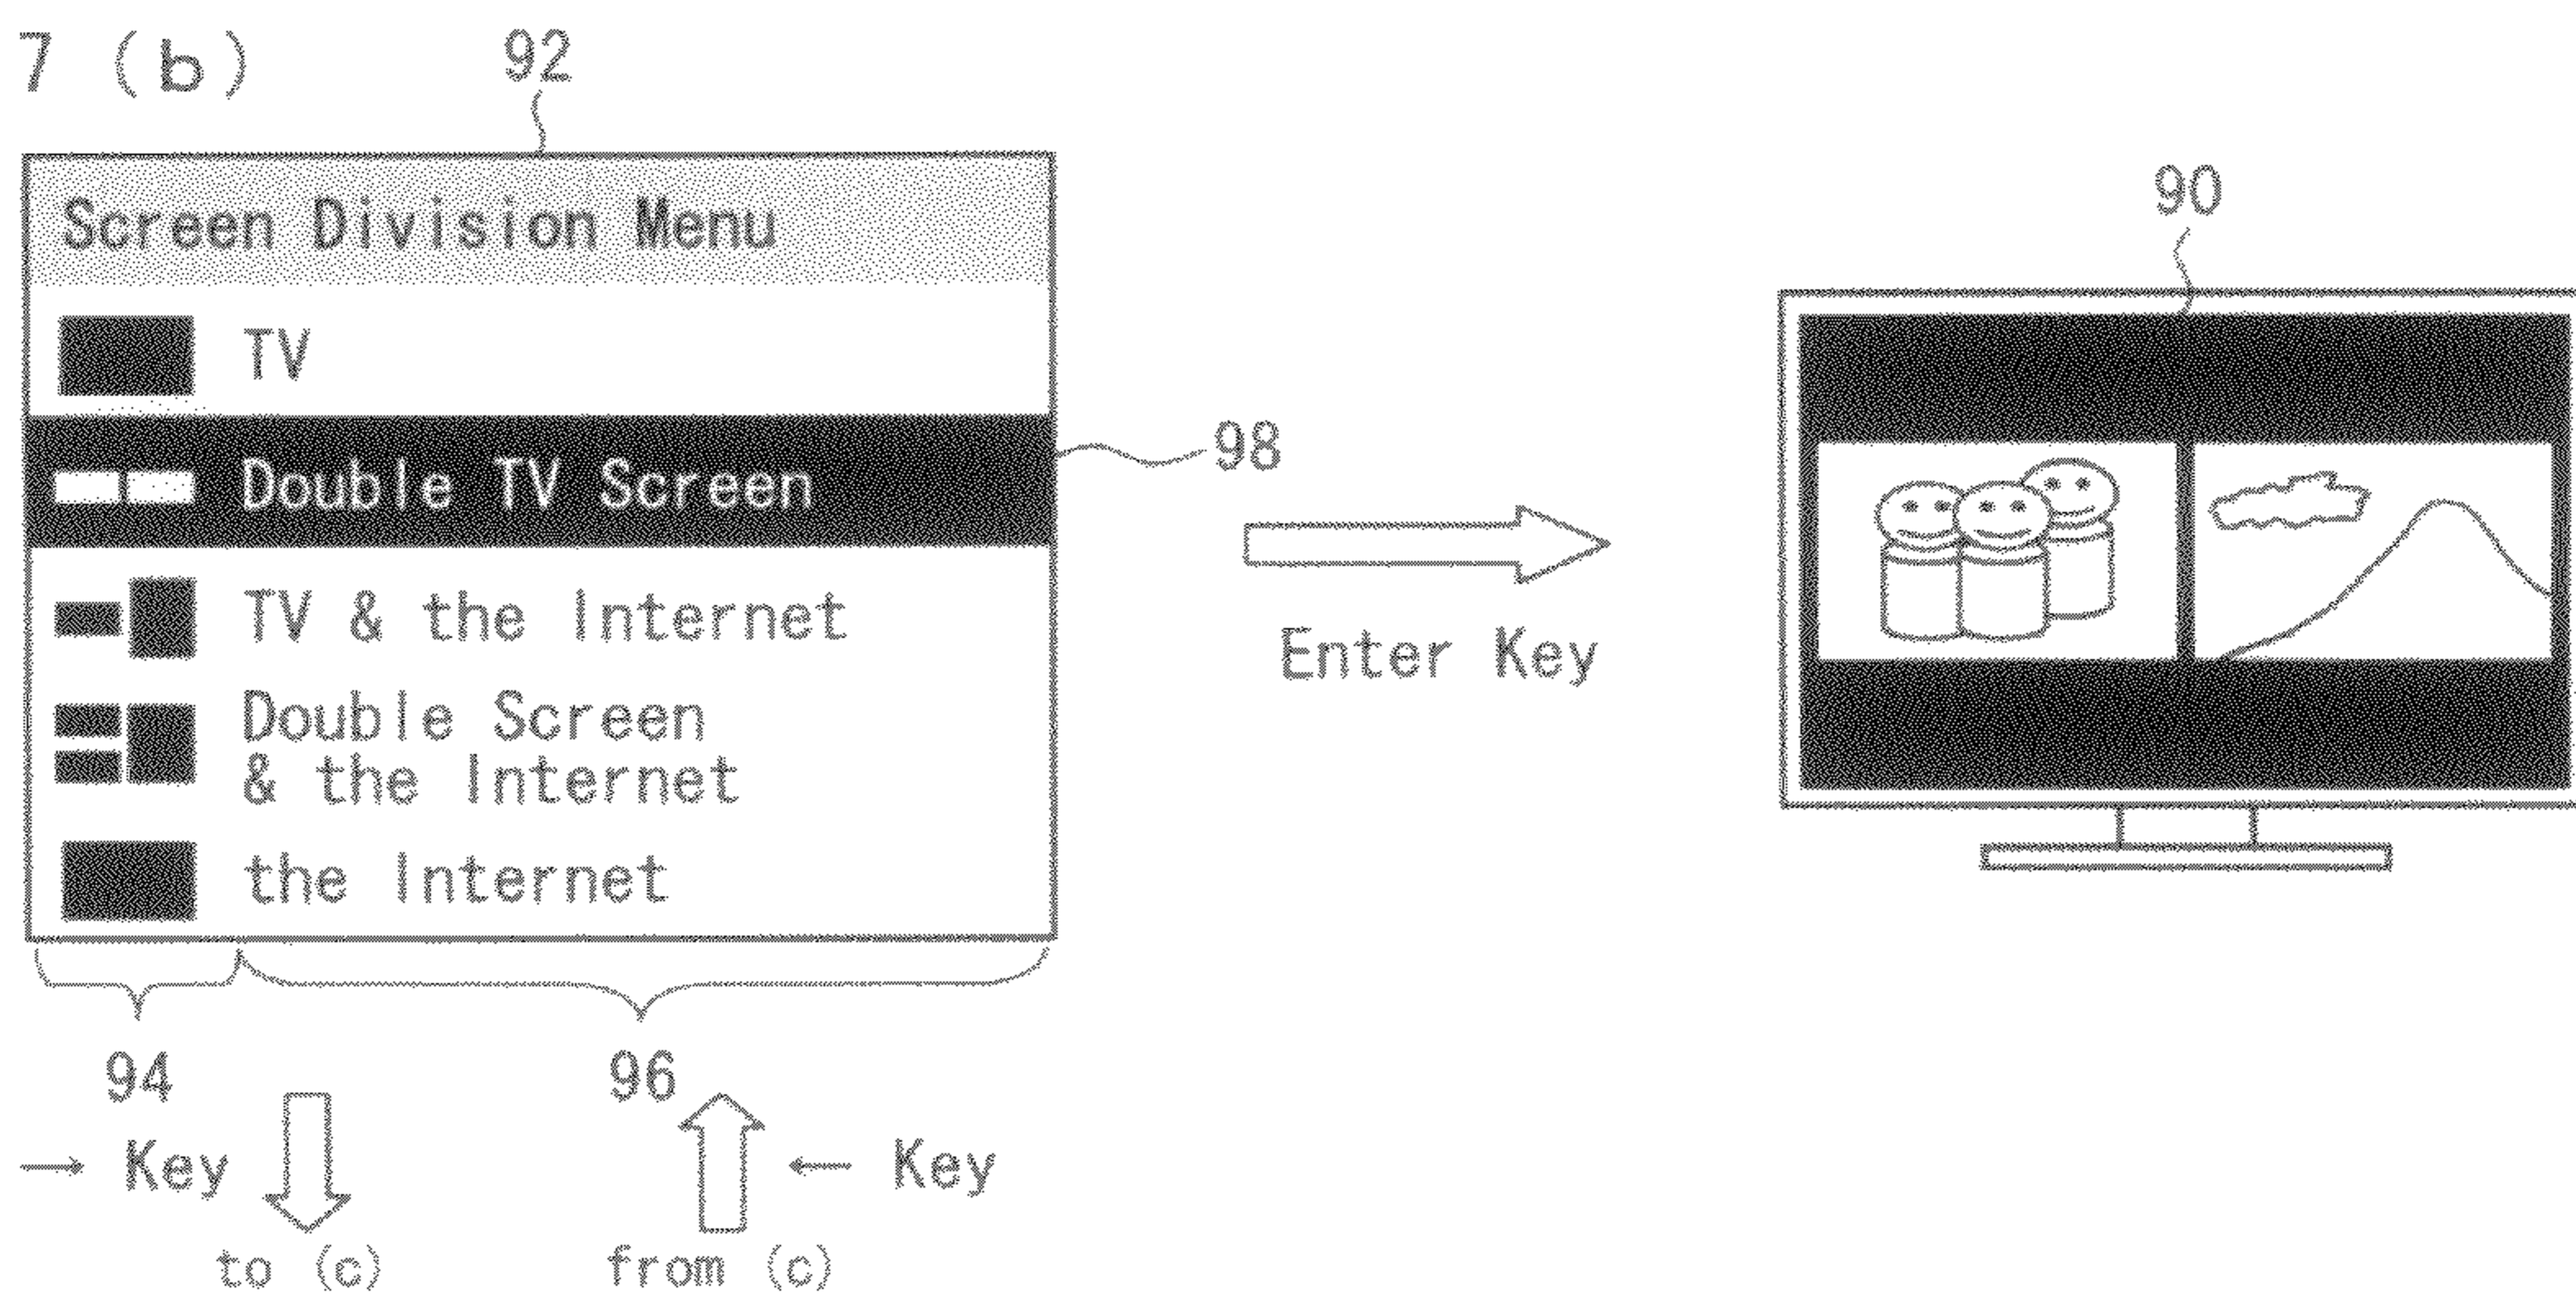 7 (b)
92
Screen Division Menu
TV
Double TV Screen
98
TV & the Internet
Double Screen
& the Internet
the Internet
94
96
→ Key
← Key
to (c)
from (c)
Enter Key
90